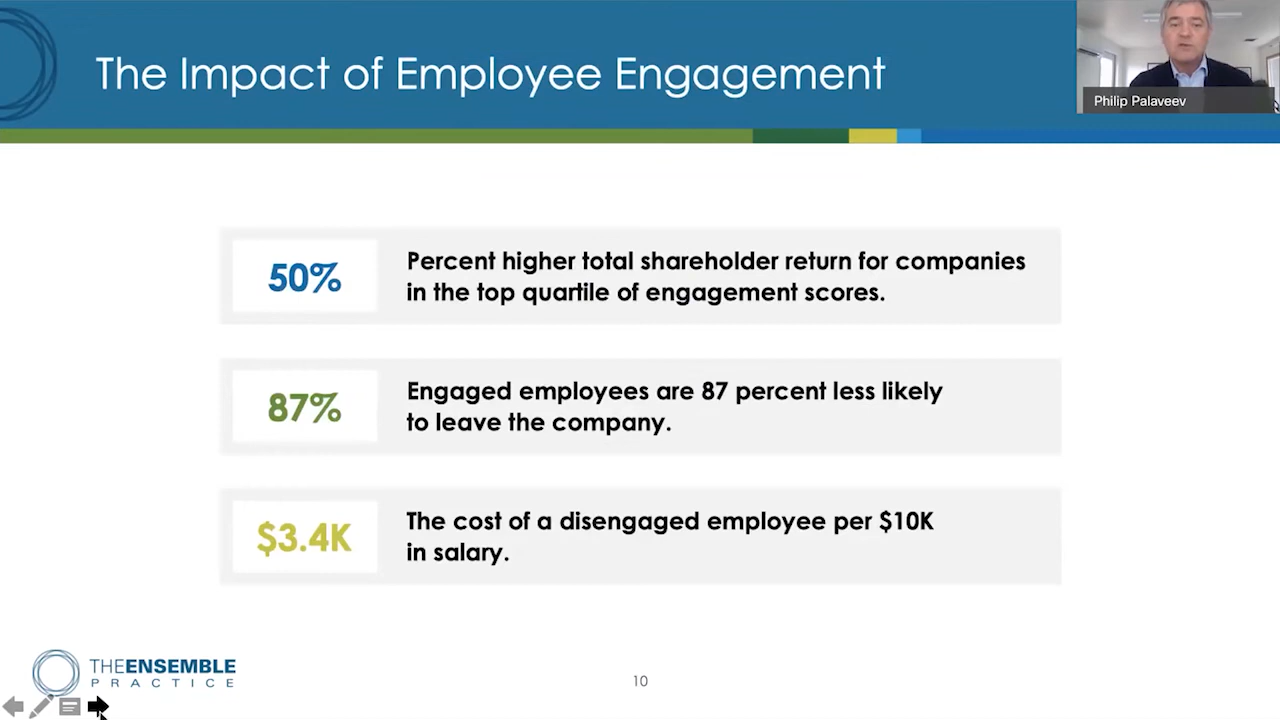 The Impact of Employee Engagement
Philip Palaveev
50%
Percent higher total shareholder return for companies
in the top quartile of engagement scores.
87%
Engaged employees are 87 percent less likely
to leave the company.
$3.4K
The cost of a disengaged employee per $10K
in salary.
THEENSEMBLE
PRACTICE
10